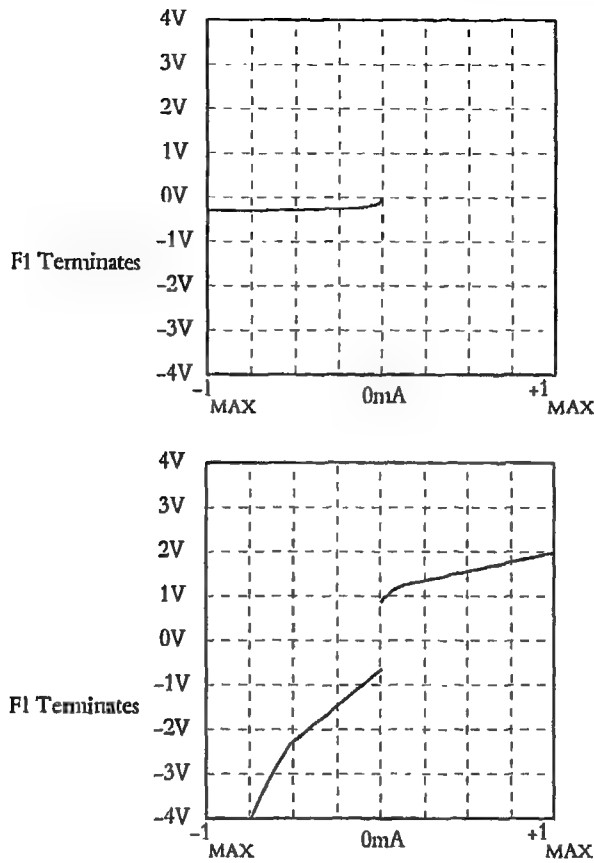 4V
3V
2V
1V
0V
F1 Terminates
-1V
-2V
-3V
-4V
-1 MAX
0mA
+1 MAX
4V
3V
2V
1V
0V
F1 Terminates
-1V
-2V
-3V
-4V
-1 MAX
0mA
+1 MAX